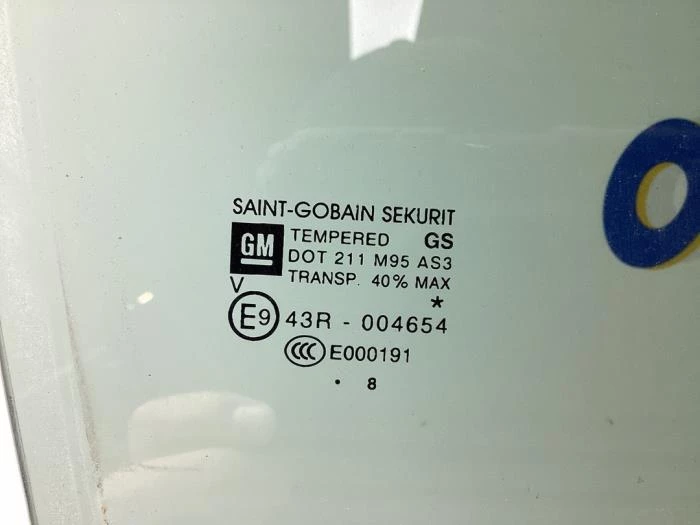 SAINT-GOBAIN SEKURIT
GM TEMPERED GS
DOT 211 M95 AS3
TRANSP. 40% MAX
V *
E9 43R - 004654
CCC E000191
. 8